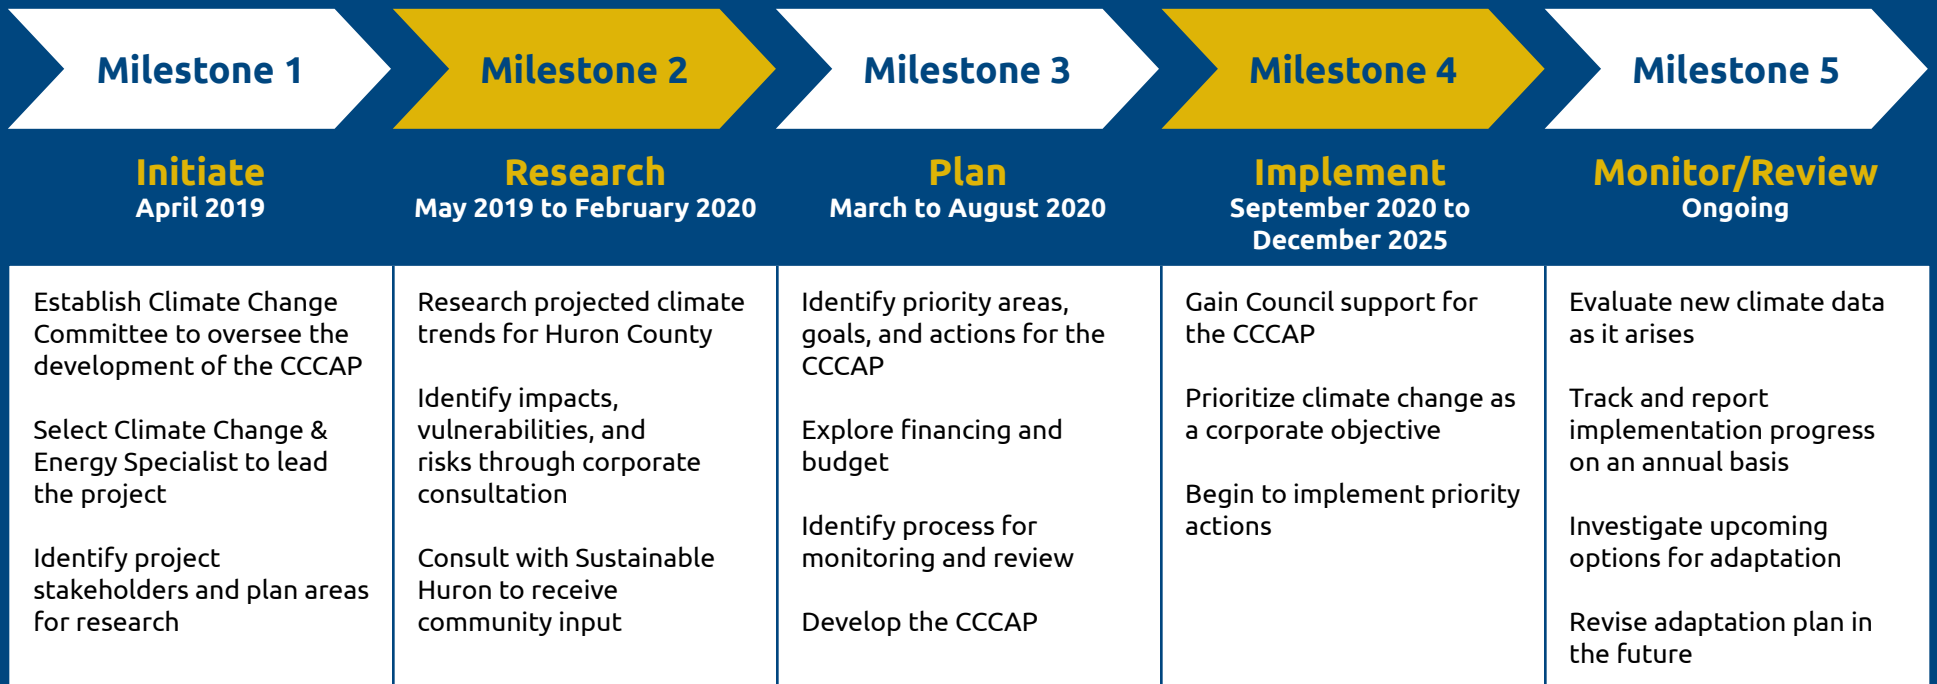 Milestone 1
Milestone 2
Milestone 3
Milestone 4
Milestone 5
Initiate
April 2019
Research
May 2019 to February 2020
Plan
March to August 2020
Implement
September 2020 to
December 2025
Monitor/Review
Ongoing
Establish Climate Change
Committee to oversee the
development of the CCCAP
Select Climate Change &
Energy Specialist to lead
the project
Identify project
stakeholders and plan areas
for research
Research projected climate
trends for Huron County
Identify impacts,
vulnerabilities, and
risks through corporate
consultation
Consult with Sustainable
Huron to receive
community input
Identify priority areas,
goals, and actions for the
CCCAP
Explore financing and
budget
Identify process for
monitoring and review
Develop the CCCAP
Gain Council support for
the CCCAP
Prioritize climate change as
a corporate objective
Begin to implement priority
actions
Evaluate new climate data
as it arises
Track and report
implementation progress
on an annual basis
Investigate upcoming
options for adaptation
Revise adaptation plan in
the future